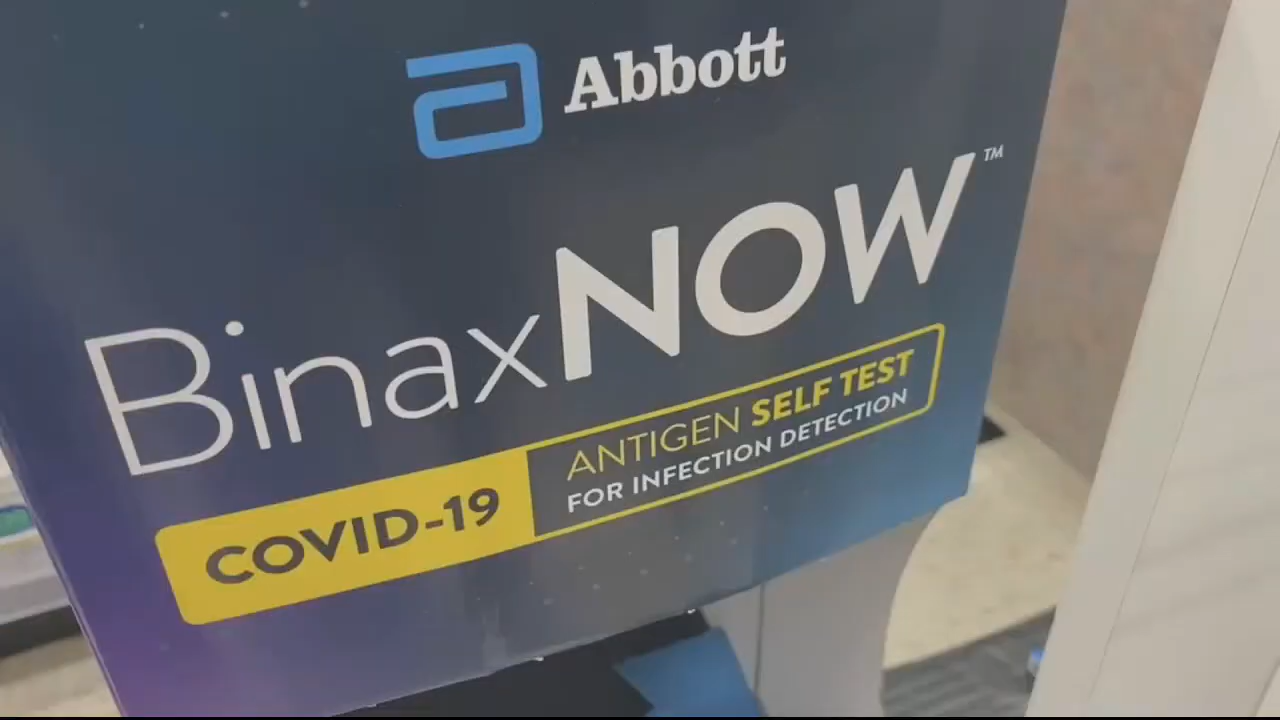 Abbott
BinaxNOW™
COVID-19
ANTIGEN SELF TEST
FOR INFECTION DETECTION